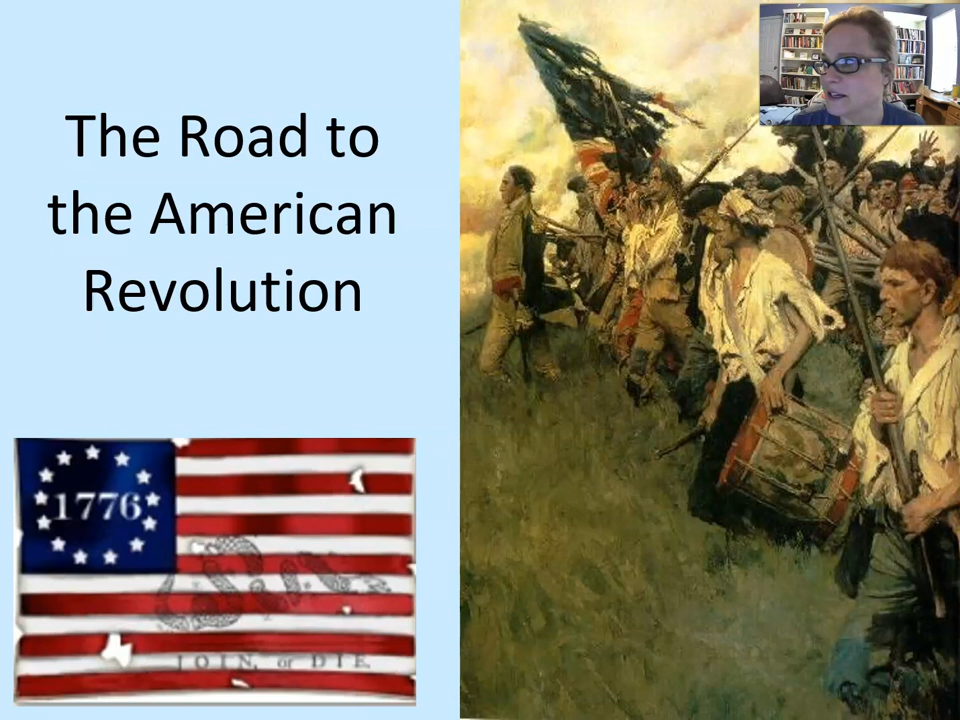 The Road to
the American
Revolution
1776
JOIN, or DIE.